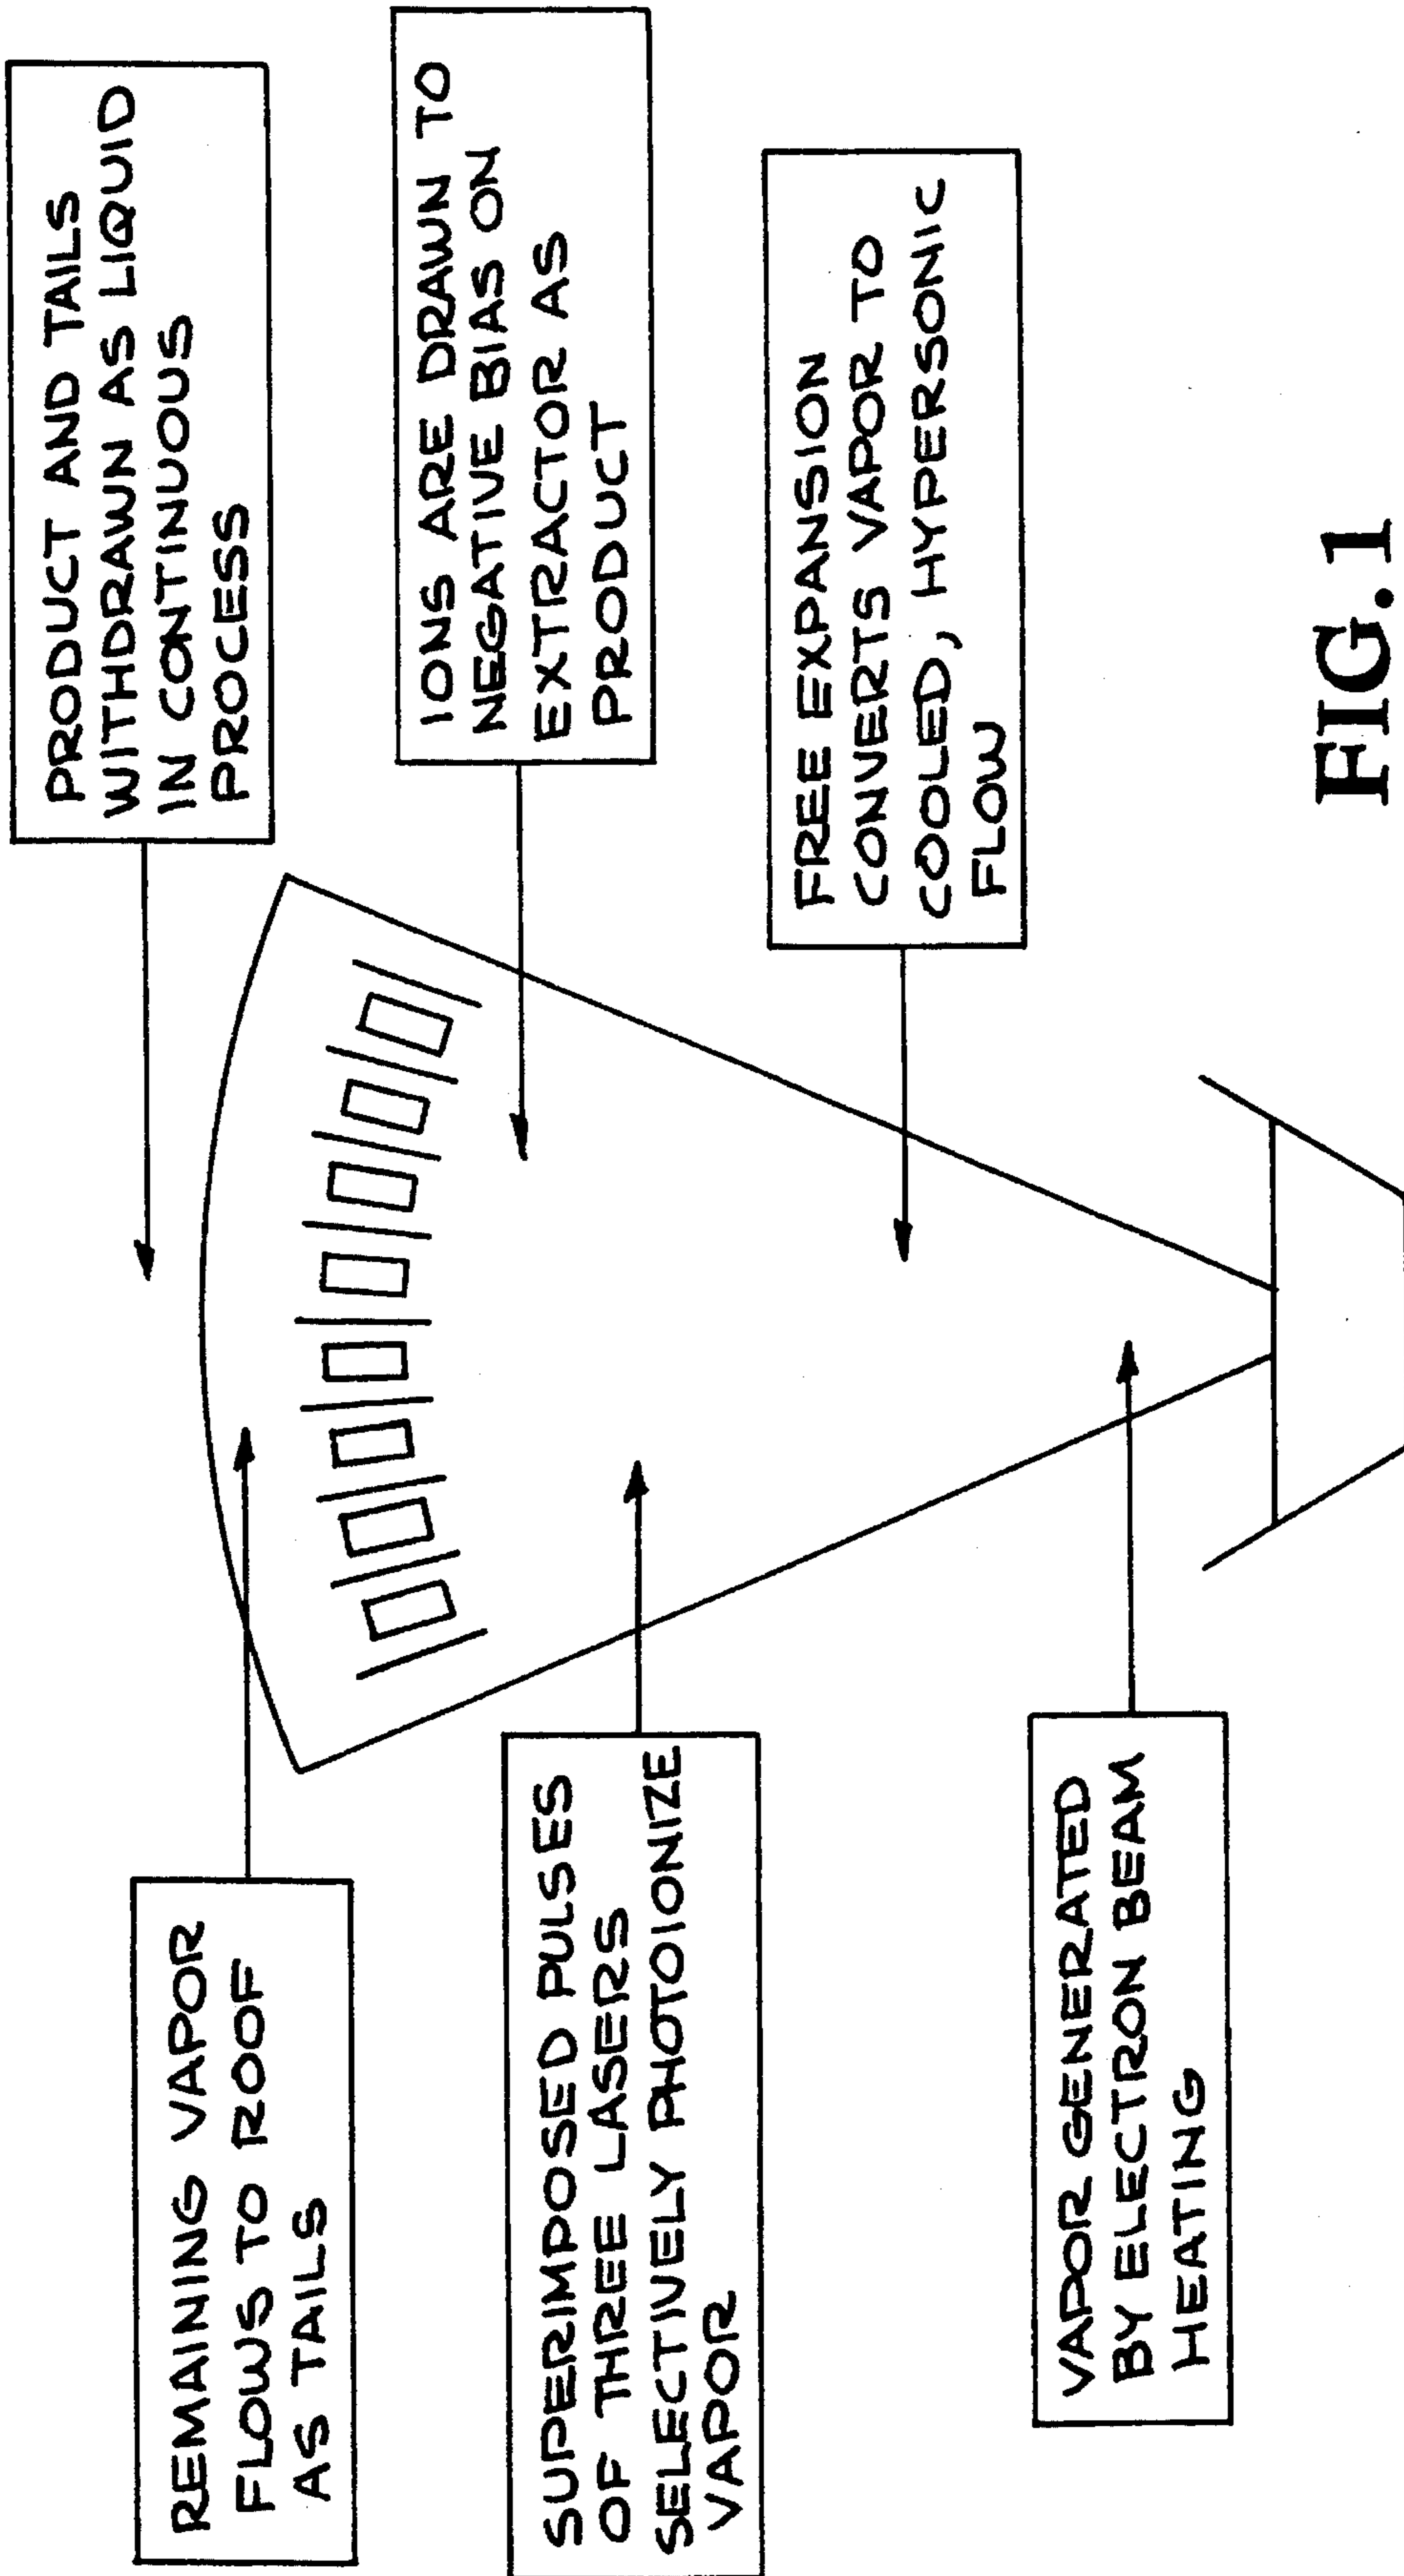 REMAINING VAPOR
FLOWS TO ROOF
AS TAILS
SUPERIMPOSED PULSES
OF THREE LASERS
SELECTIVELY PHOTOIONIZE
VAPOR
VAPOR GENERATED
BY ELECTRON BEAM
HEATING
PRODUCT AND TAILS
WITHDRAWN AS LIQUID
IN CONTINUOUS
PROCESS
IONS ARE DRAWN TO
NEGATIVE BIAS ON
EXTRACTOR AS
PRODUCT
FREE EXPANSION
CONVERTS VAPOR TO
COOLED, HYPERSONIC
FLOW
FIG.1